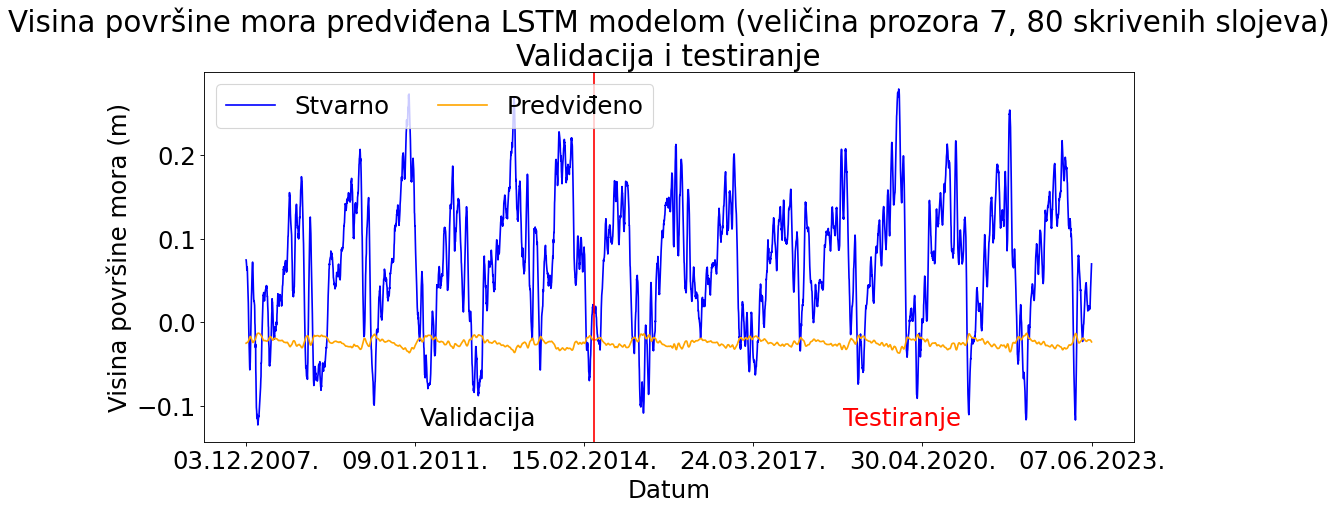 Visina površine mora predviđena LSTM modelom (veličina prozora 7, 80 skrivenih slojeva)
Validacija i testiranje
Stvarno
Predviđeno
Visina površine mora (m)
0.2
0.1
0.0
−0.1
Validacija
Testiranje
03.12.2007.
09.01.2011.
15.02.2014.
24.03.2017.
30.04.2020.
07.06.2023.
Datum